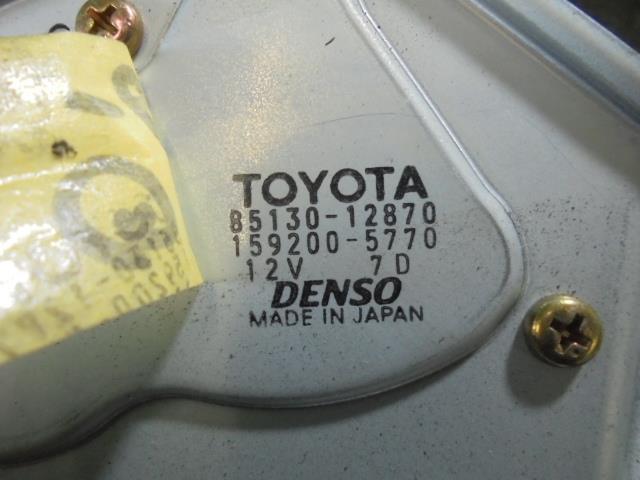 TOYOTA
85130-12870
159200-5770
12V 7D
DENSO
MADE IN JAPAN